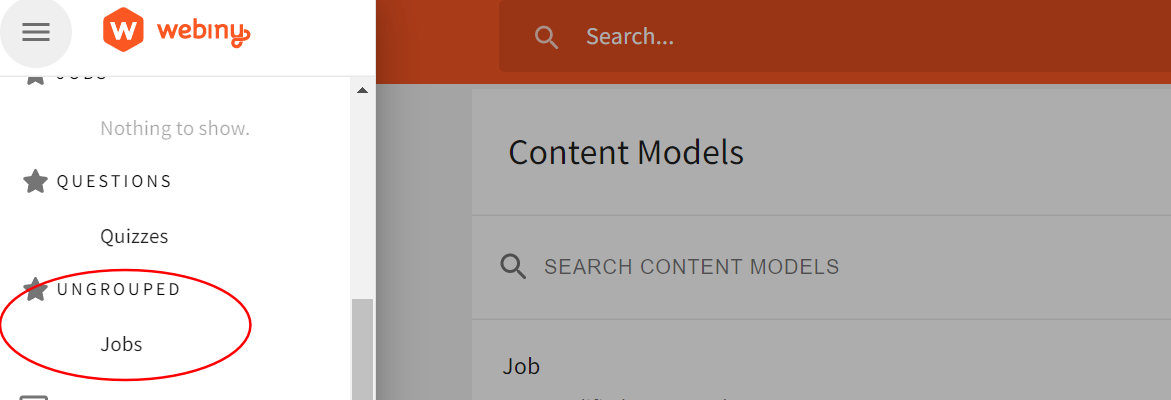 webiny
Search...
JOBS
Nothing to show.
QUESTIONS
Quizzes
UNGROUPED
Jobs
Content Models
SEARCH CONTENT MODELS
Job